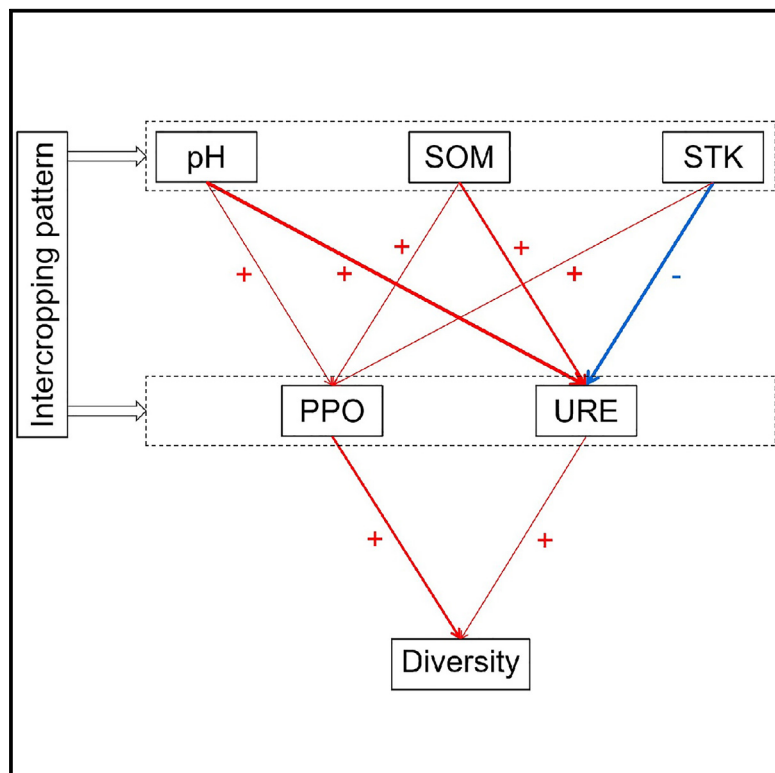 Intercropping pattern
pH
SOM
STK
+
+
+
+
+
-
PPO
URE
+
+
Diversity